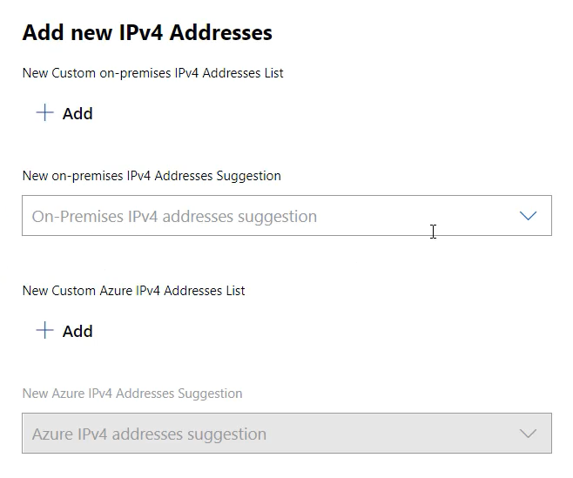 Add new IPv4 Addresses
New Custom on-premises IPv4 Addresses List
Add
New on-premises IPv4 Addresses Suggestion
On-Premises IPv4 addresses suggestion
New Custom Azure IPv4 Addresses List
Add
New Azure IPv4 Addresses Suggestion
Azure IPv4 addresses suggestion